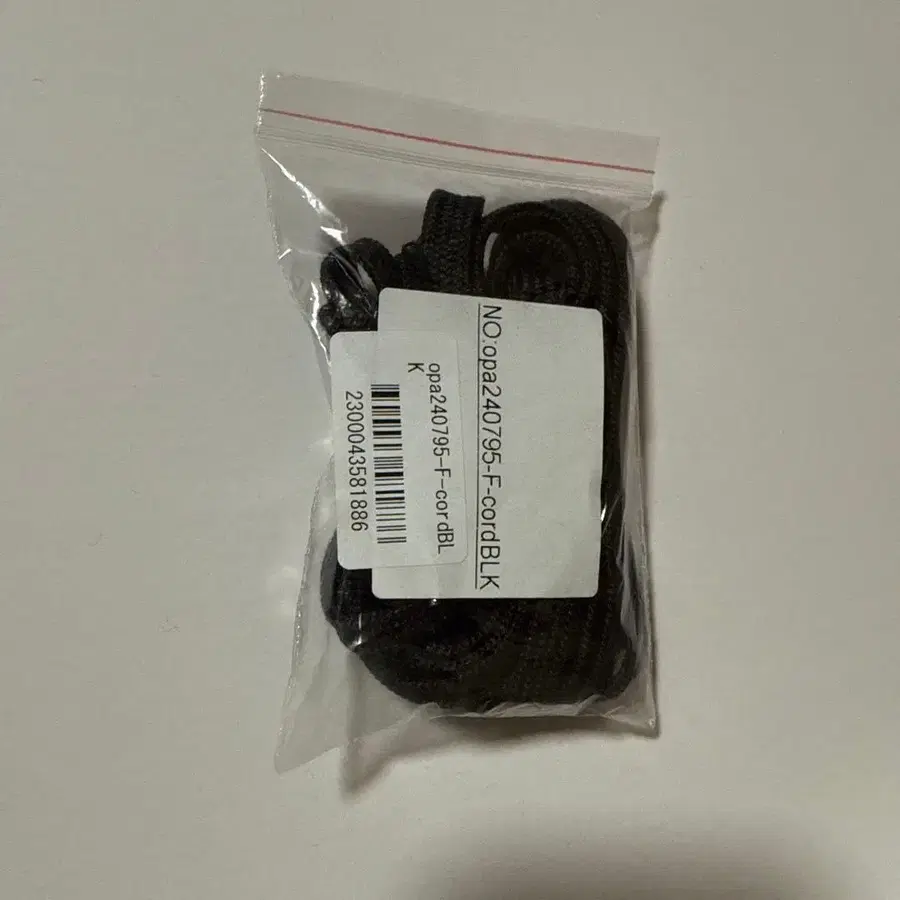 NO:opa240795-F-cordBLK
opa240795-F-cordBL
K
2300043581886